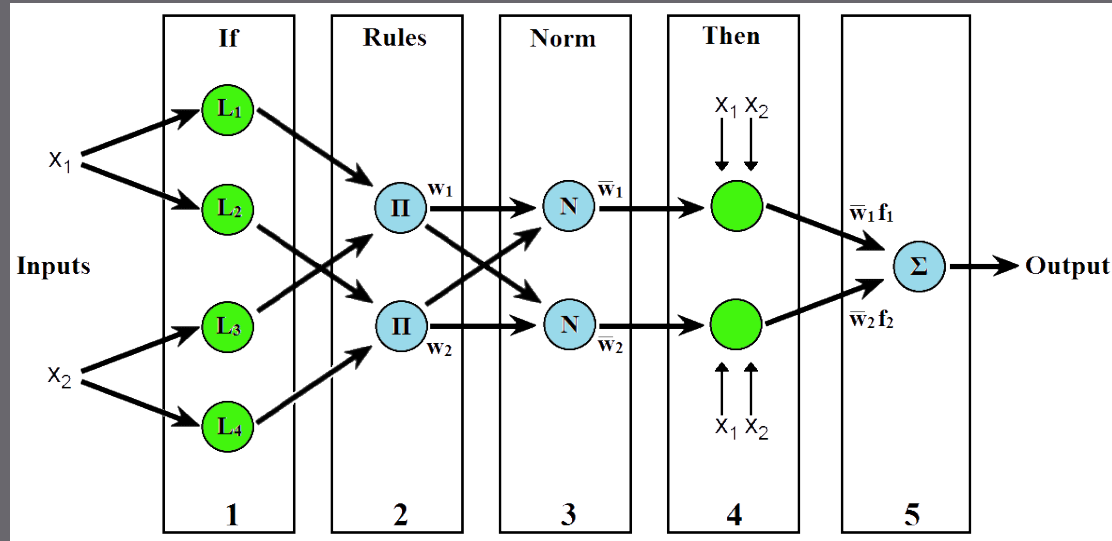 If
Rules
Norm
Then
L₁
X₁ X₂
X₁
L₂
Π
w₁
N
w̅₁
w̅₁ f₁
Inputs
Σ
Output
L₃
Π
w₂
N
w̅₂
w̅₂ f₂
X₂
L₄
X₁ X₂
1
2
3
4
5